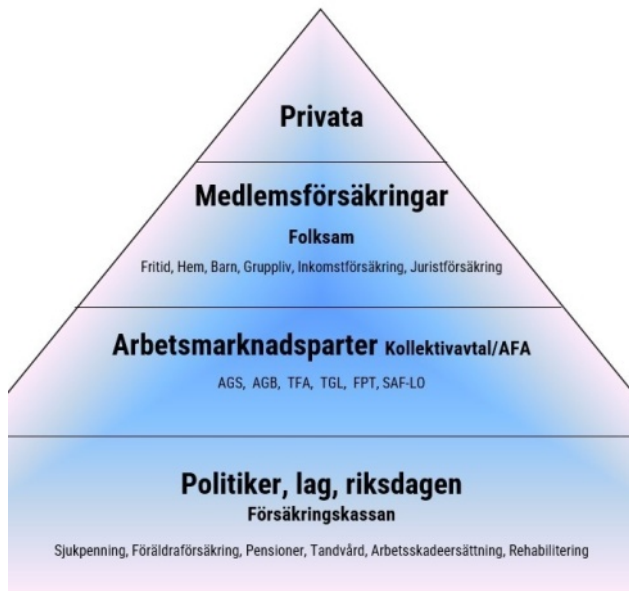 Privata
Medlemsförsäkringar
Folksam
Fritid, Hem, Barn, Gruppliv, Inkomstförsäkring, Juristförsäkring
Arbetsmarknadsparter Kollektivavtal/AFA
AGS, AGB, TFA, TGL, FPT, SAF-LO
Politiker, lag, riksdagen
Försäkringskassan
Sjukpenning, Föräldraförsäkring, Pensioner, Tandvård, Arbetsskadeersättning, Rehabilitering